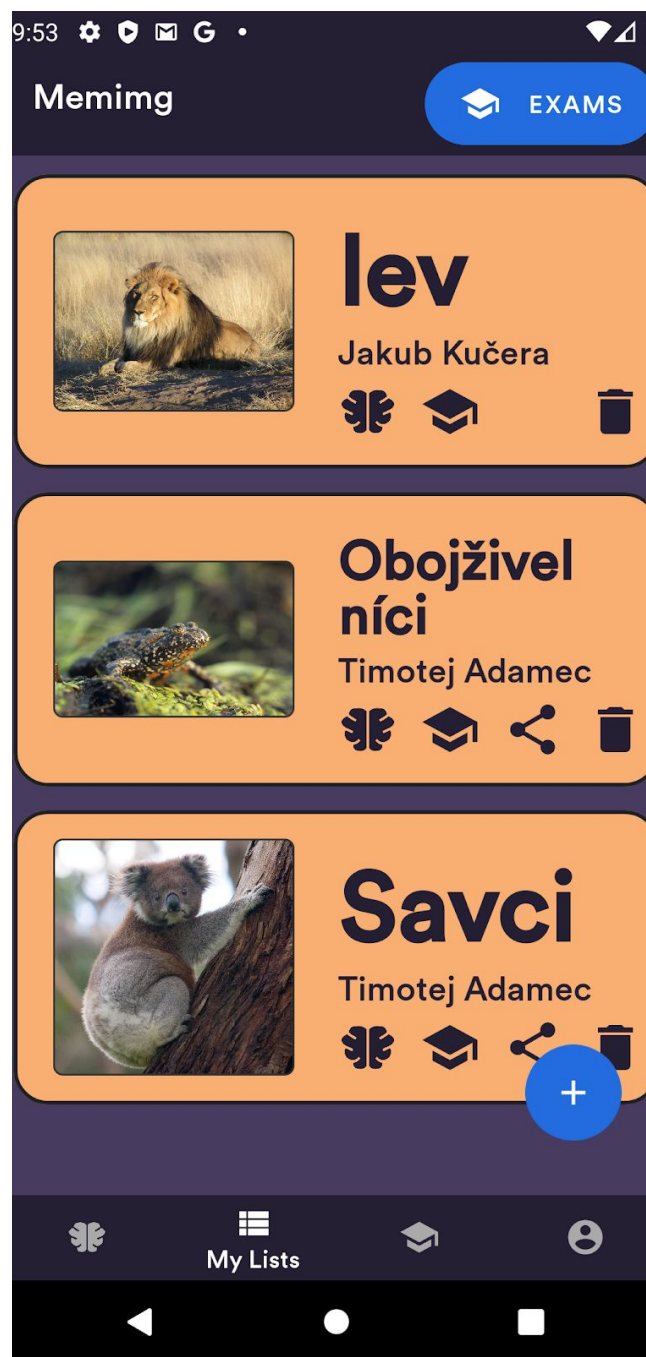 9:53
Memimg
EXAMS
lev
Jakub Kučera
Obojživel
níci
Timotej Adamec
Savci
Timotej Adamec
My Lists